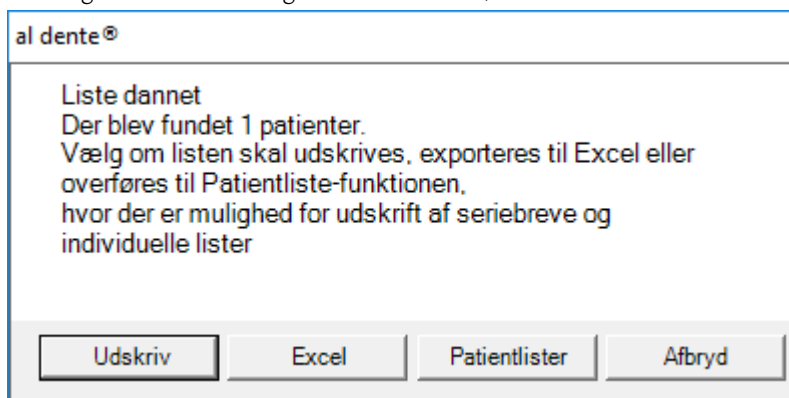 al dente®
Liste dannet
Der blev fundet 1 patienter.
Vælg om listen skal udskrives, exporteres til Excel eller
overføres til Patientliste-funktionen,
hvor der er mulighed for udskrift af seriebreve og
individuelle lister
Udskriv Excel Patientlister Afbryd